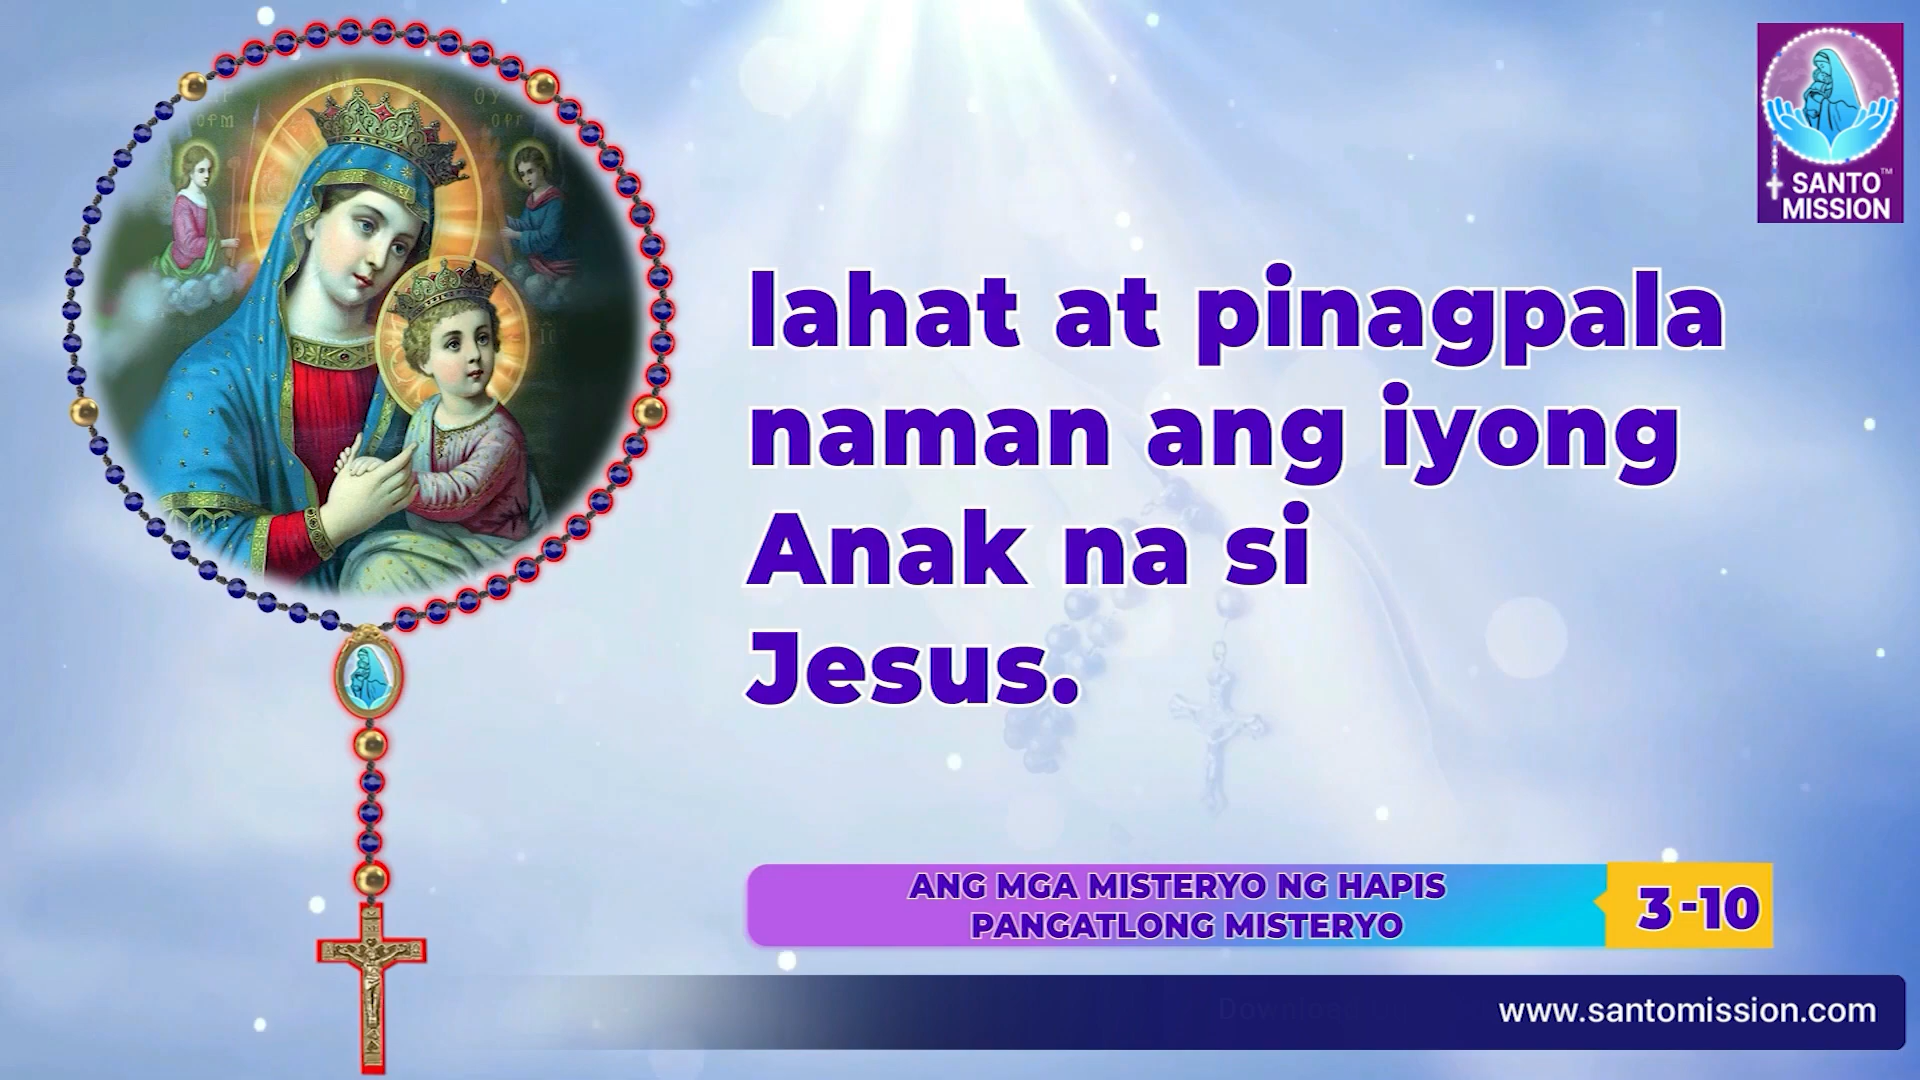 SANTO™
MISSION
lahat at pinagpala
naman ang iyong
Anak na si
Jesus.
ANG MGA MISTERYO NG HAPIS
PANGATLONG MISTERYO
3-10
www.santomission.com